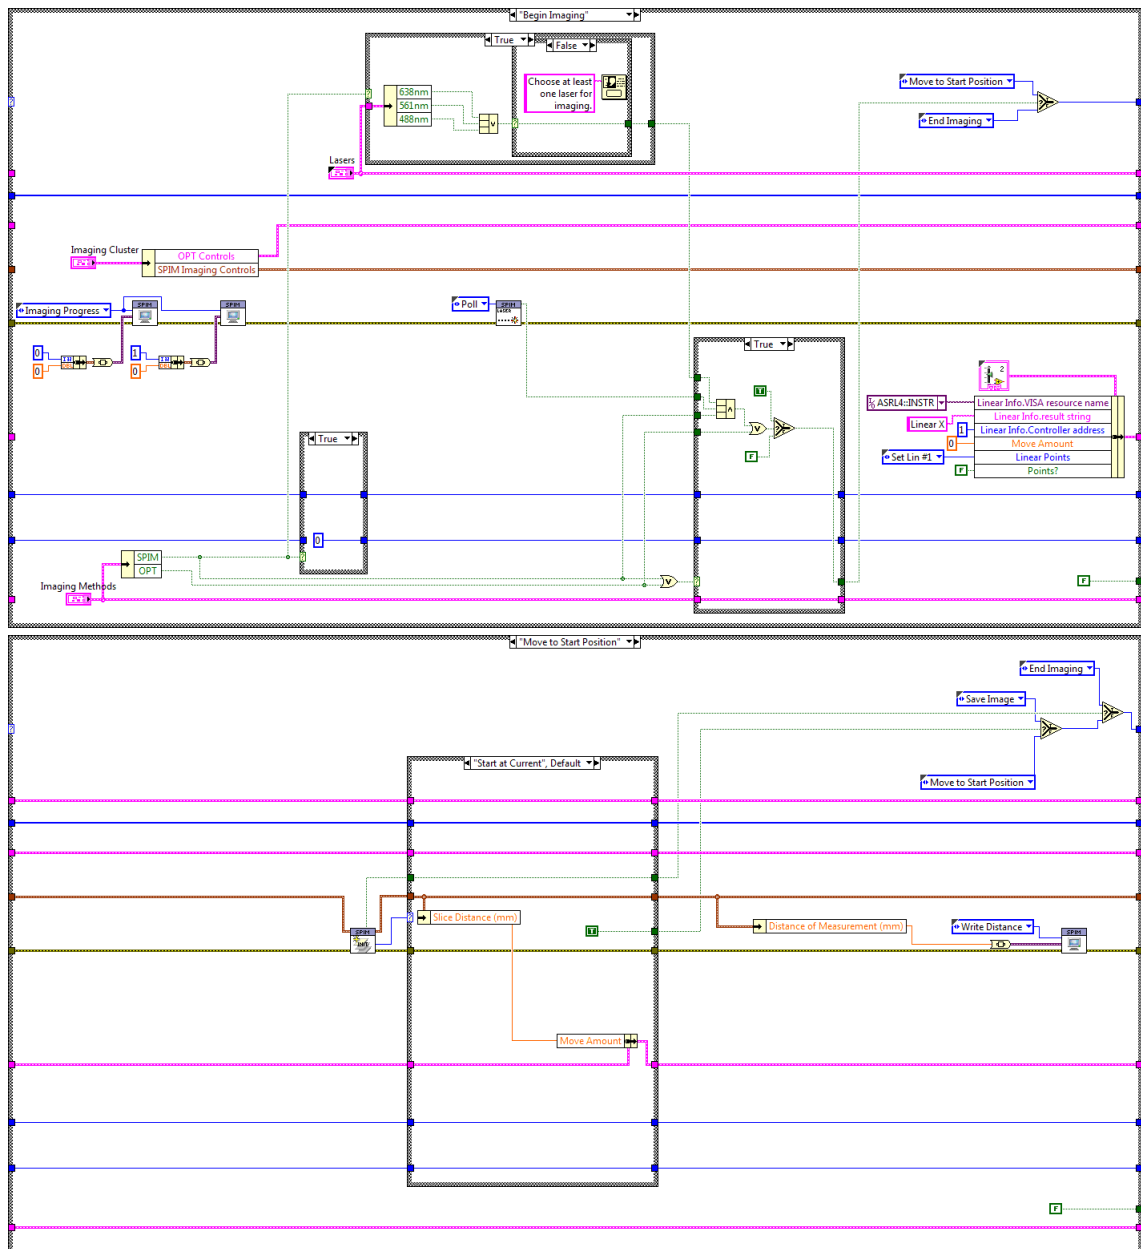 "Begin Imaging"
True
False
Choose at least
one laser for
imaging.
638nm
561nm
488nm
Move to Start Position
End Imaging
Lasers
Imaging Cluster
OPT Controls
SPIM Imaging Controls
Imaging Progress
SPIM
SPIM
Poll
LASER
0
0
1
0
True
T
F
True
0
2
ASRL4::INSTR
Linear Info.VISA resource name
Linear X
Linear Info.result string
1
Linear Info.Controller address
0
Move Amount
Set Lin #1
Linear Points
F
Points?
SPIM
OPT
Imaging Methods
F
"Move to Start Position"
End Imaging
Save Image
Move to Start Position
"Start at Current", Default
Slice Distance (mm)
T
Distance of Measurement (mm)
Write Distance
SPIM
INIT
SPIM
Move Amount
F